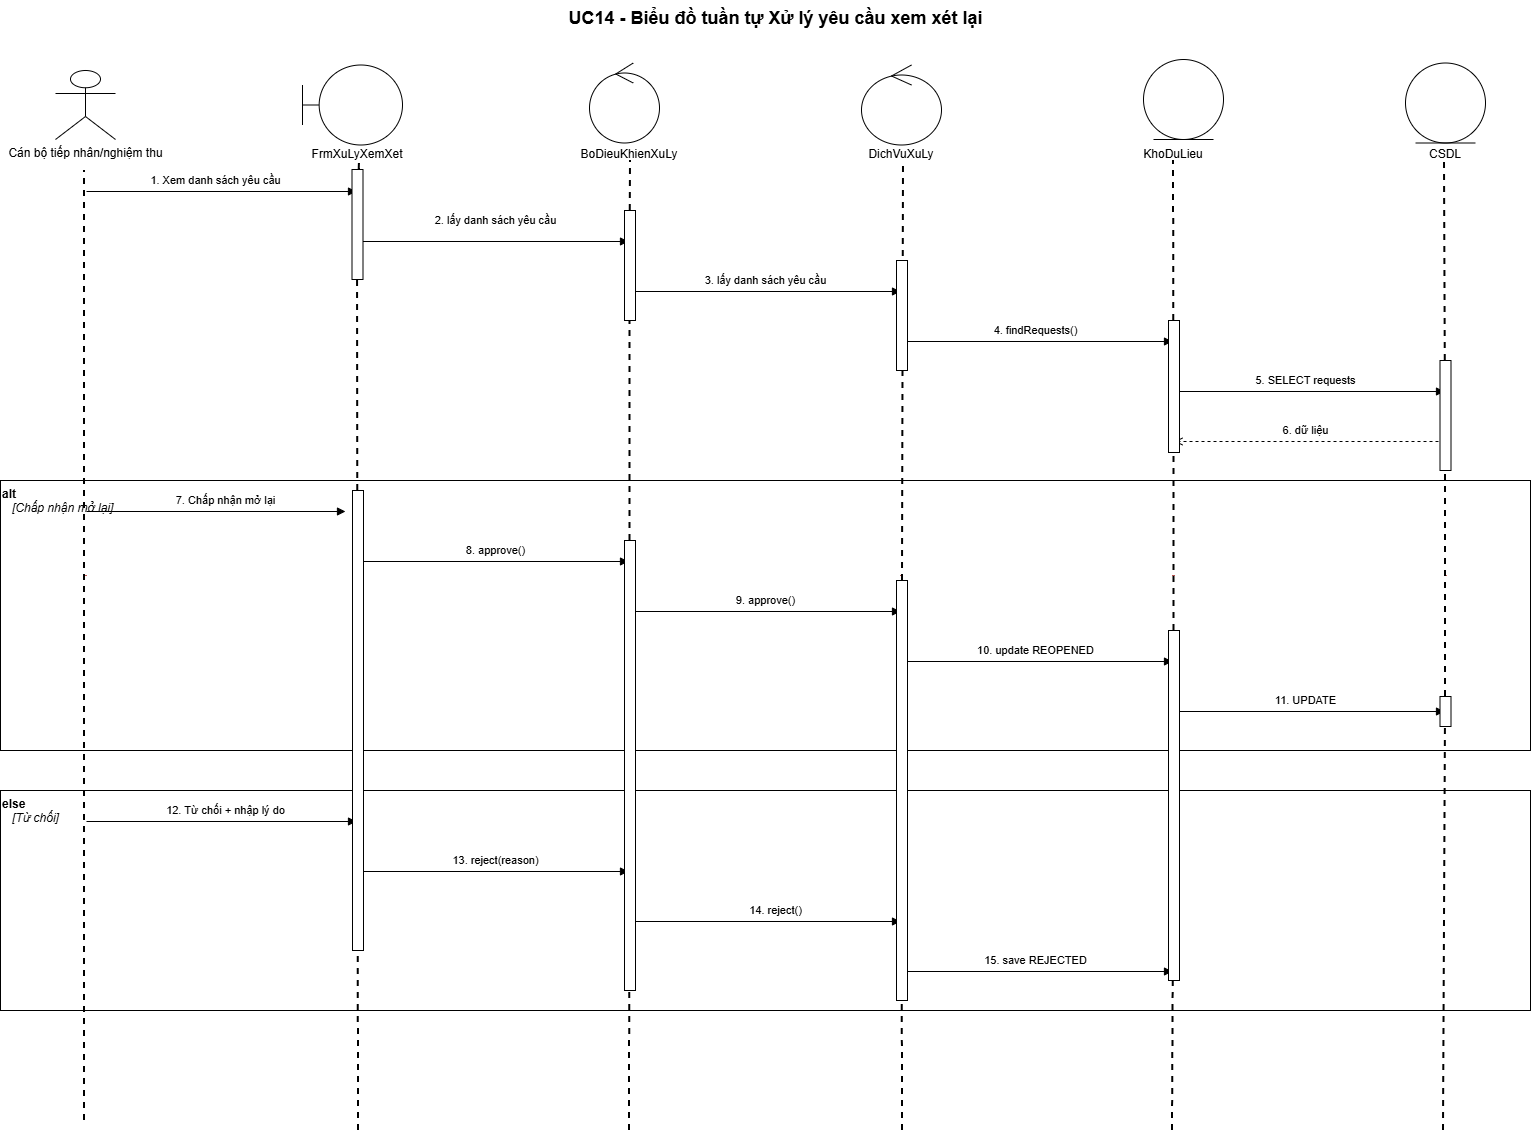 UC14 - Biểu đồ tuần tự Xử lý yêu cầu xem xét lại
Cán bộ tiếp nhận/nghiệm thu
FrmXuLyXemXet
BoDieuKhienXuLy
DichVuXuLy
KhoDuLieu
CSDL
1. Xem danh sách yêu cầu
2. lấy danh sách yêu cầu
3. lấy danh sách yêu cầu
4. findRequests()
5. SELECT requests
6. dữ liệu
alt
[Chấp nhận mở lại]
7. Chấp nhận mở lại
8. approve()
9. approve()
10. update REOPENED
11. UPDATE
else
[Từ chối]
12. Từ chối + nhập lý do
13. reject(reason)
14. reject()
15. save REJECTED